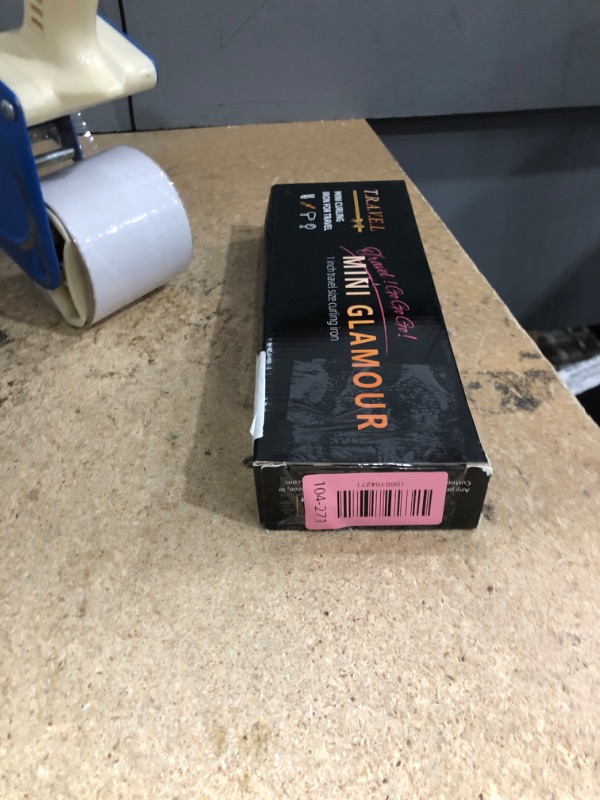 TRAVEL
MINI CURLING
IRON FOR TRAVEL
Travel! Go Go Go!
MINI GLAMOUR
1 inch travel size curling iron
104-271
1000104271